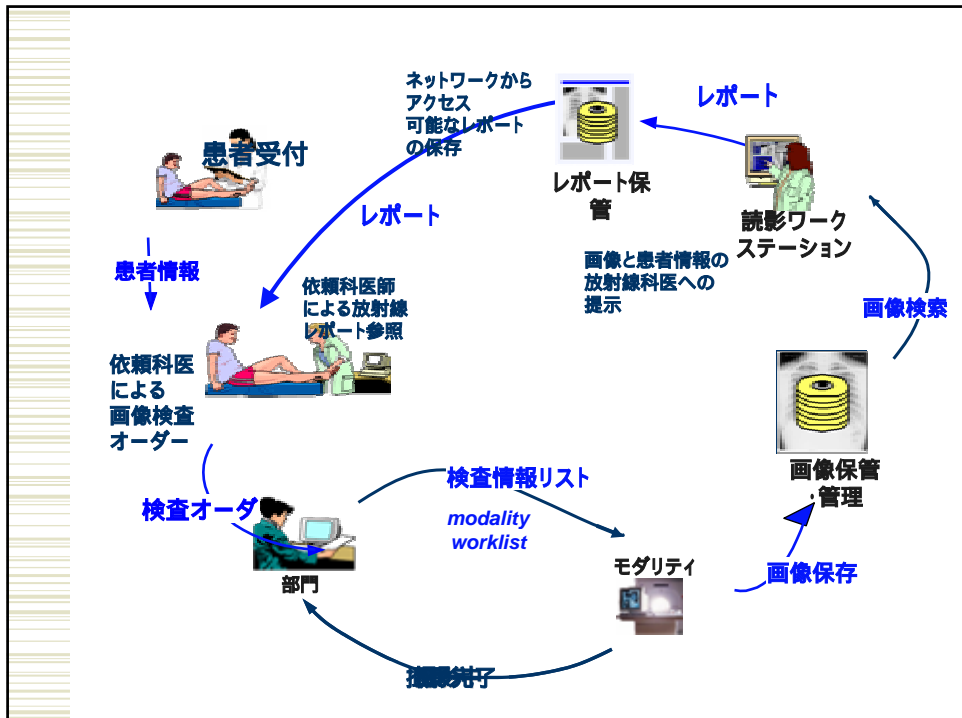 ネットワークから
アクセス
可能なレポート
の保存
レポート
患者受付
レポート保
管
読影ワーク
ステーション
レポート
画像と患者情報の
放射線科医への
提示
患者情報
依頼科医師
による放射線
レポート参照
画像検索
依頼科医
による
画像検査
オーダー
画像保管
・管理
検査情報リスト
検査オーダ
modality
worklist
部門
モダリティ
画像保存